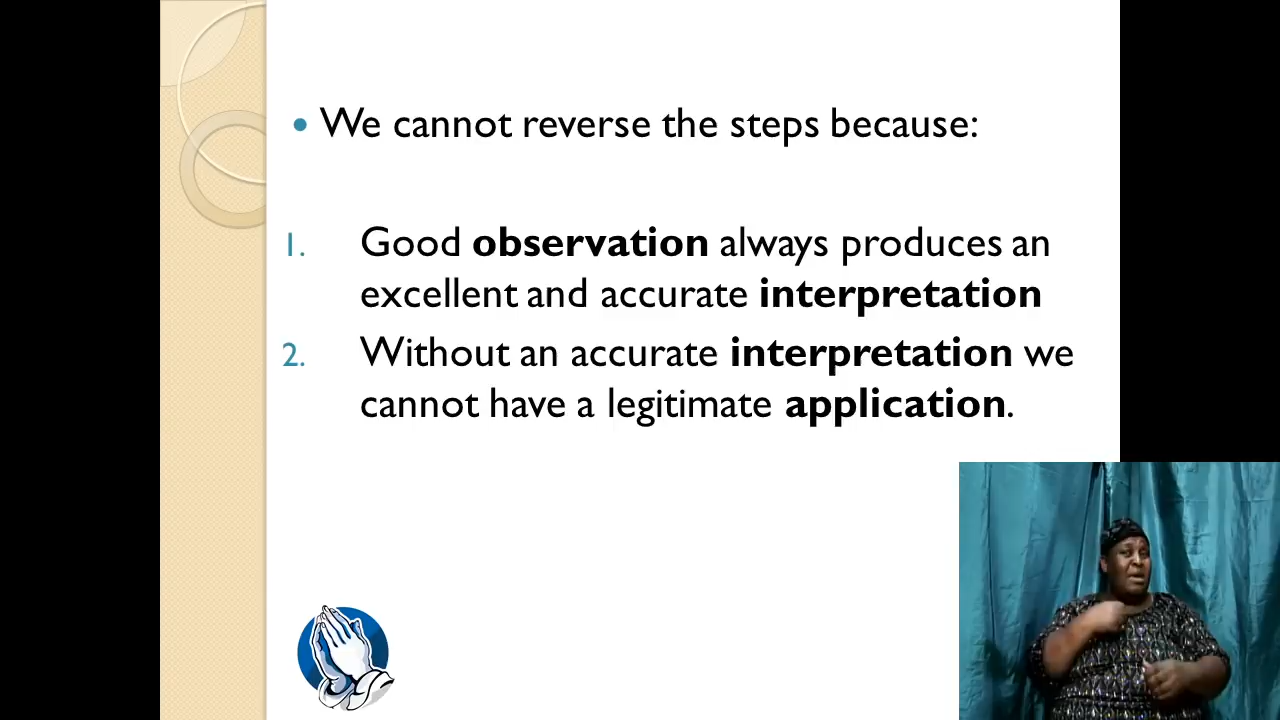 • We cannot reverse the steps because:
1. Good observation always produces an
excellent and accurate interpretation
2. Without an accurate interpretation we
cannot have a legitimate application.